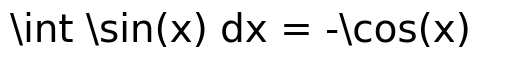 \int \sin(x) dx = -\cos(x)